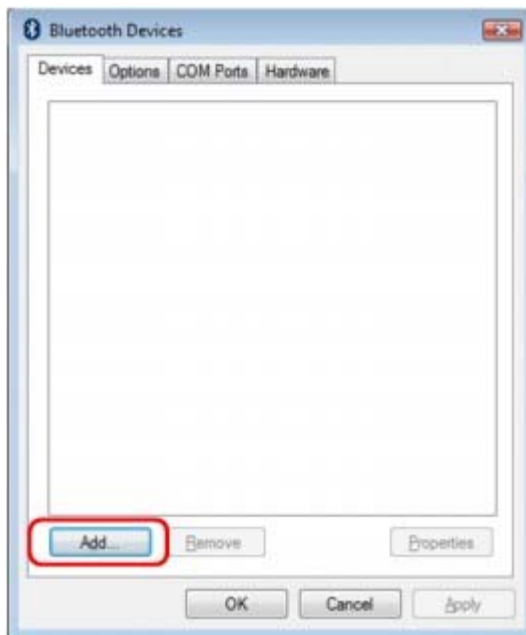 Bluetooth Devices
Devices Options COM Ports Hardware
Add... Remove Properties
OK Cancel Apply